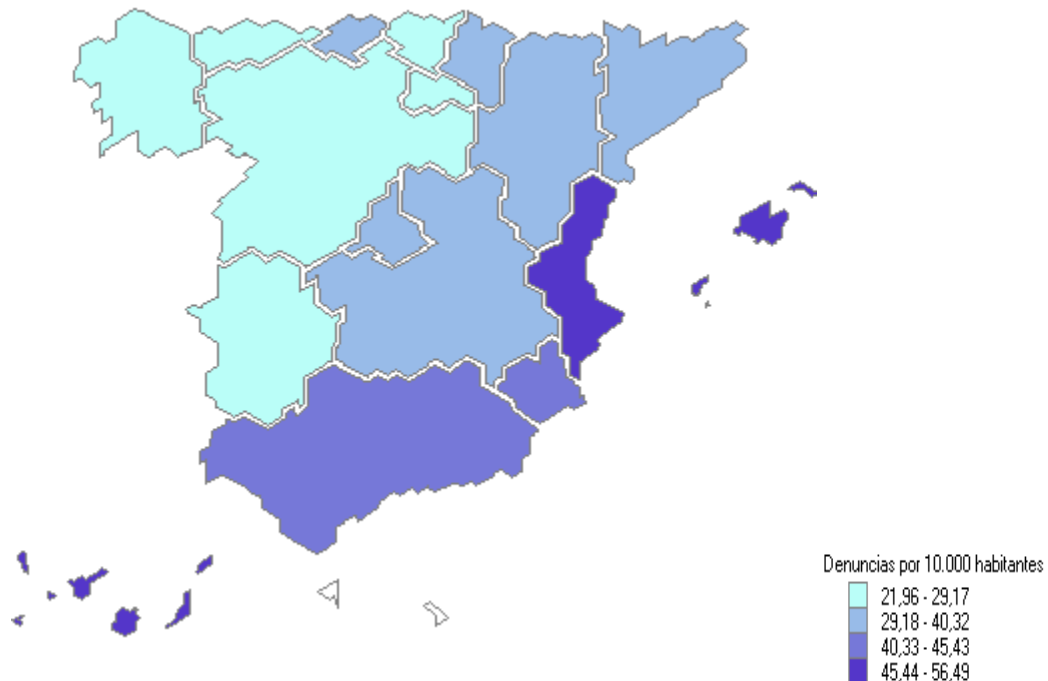 Denuncias por 10.000 habitantes
21,96 - 29,17
29,18 - 40,32
40,33 - 45,43
45,44 - 56,49